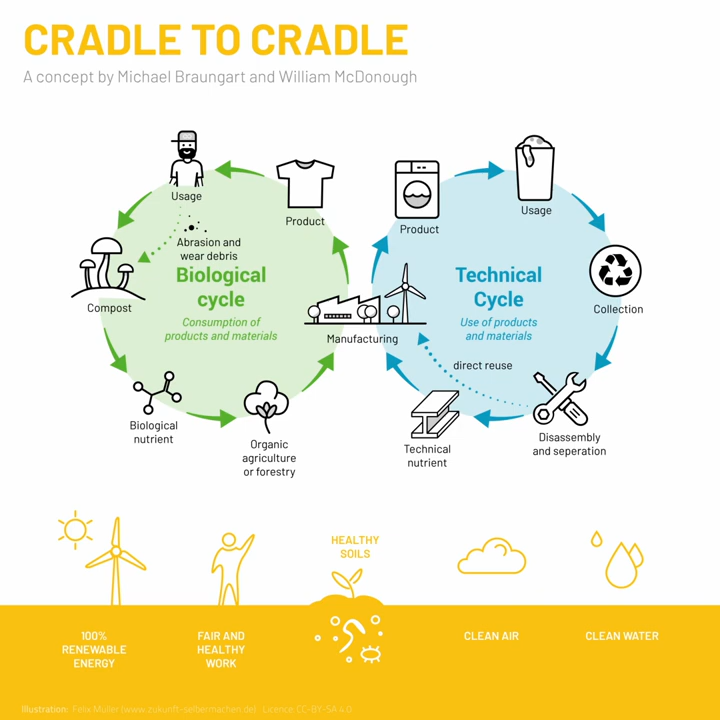 CRADLE TO CRADLE
A concept by Michael Braungart and William McDonough
Usage
Product
Abrasion and
wear debris
Biological
cycle
Consumption of
products and materials
Compost
Biological
nutrient
Organic
agriculture
or forestry
Manufacturing
Product
Usage
Technical
Cycle
Use of products
and materials
Collection
direct reuse
Disassembly
and seperation
Technical
nutrient
HEALTHY
SOILS
100%
RENEWABLE
ENERGY
FAIR AND
HEALTHY
WORK
CLEAN AIR
CLEAN WATER
Illustration: Felix Müller (www.zukunft-selbermachen.de) Licence CC-BY-SA 4.0